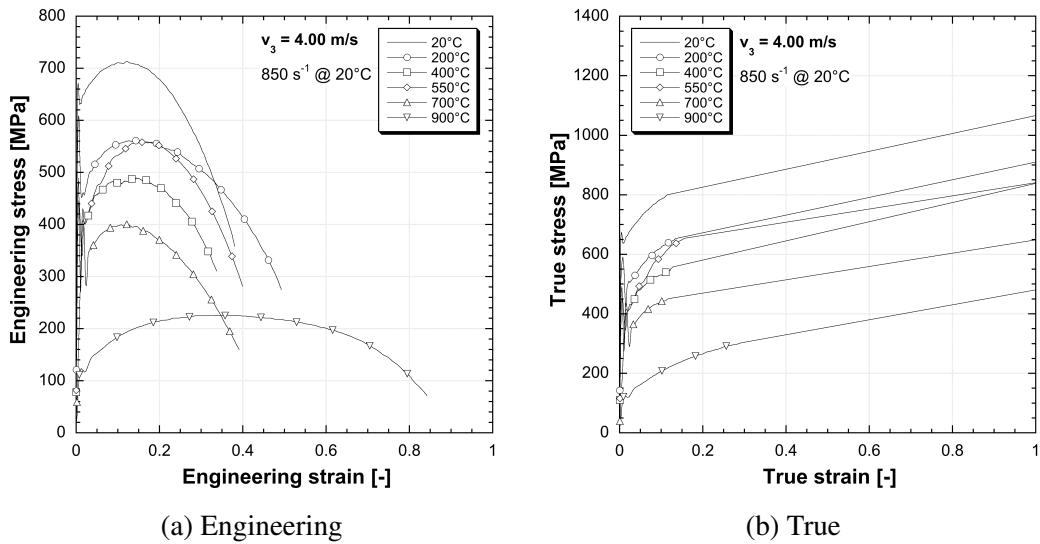 800
700
600
500
400
300
200
100
0
Engineering stress [MPa]
v3 = 4.00 m/s
850 s-1 @ 20°C
20°C
200°C
400°C
550°C
700°C
900°C
0 0.2 0.4 0.6 0.8 1
Engineering strain [-]
(a) Engineering
1400
1200
1000
800
600
400
200
0
True stress [MPa]
20°C
200°C
400°C
550°C
700°C
900°C
v3 = 4.00 m/s
850 s-1 @ 20°C
0 0.2 0.4 0.6 0.8 1
True strain [-]
(b) True